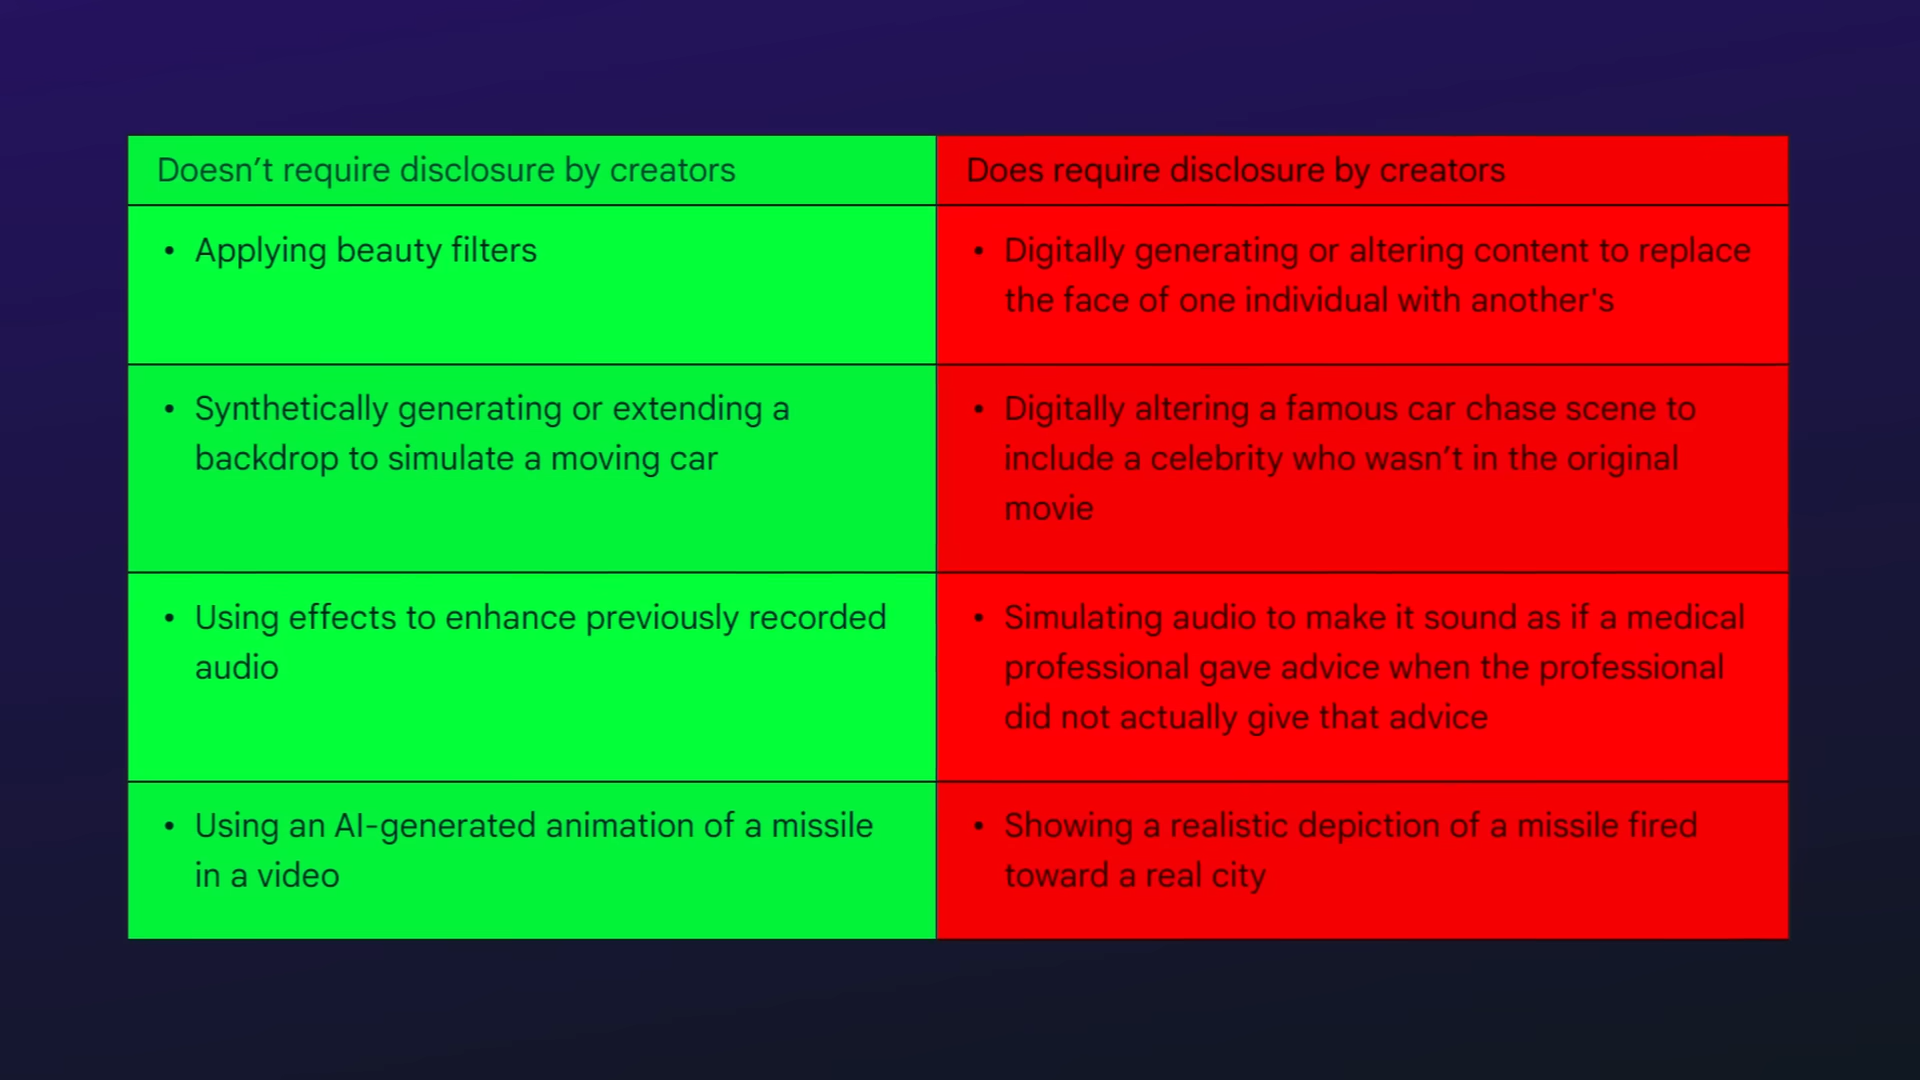 Doesn’t require disclosure by creators
Does require disclosure by creators
• Applying beauty filters
• Digitally generating or altering content to replace
the face of one individual with another's
• Synthetically generating or extending a
backdrop to simulate a moving car
• Digitally altering a famous car chase scene to
include a celebrity who wasn’t in the original
movie
• Using effects to enhance previously recorded
audio
• Simulating audio to make it sound as if a medical
professional gave advice when the professional
did not actually give that advice
• Using an AI-generated animation of a missile
in a video
• Showing a realistic depiction of a missile fired
toward a real city